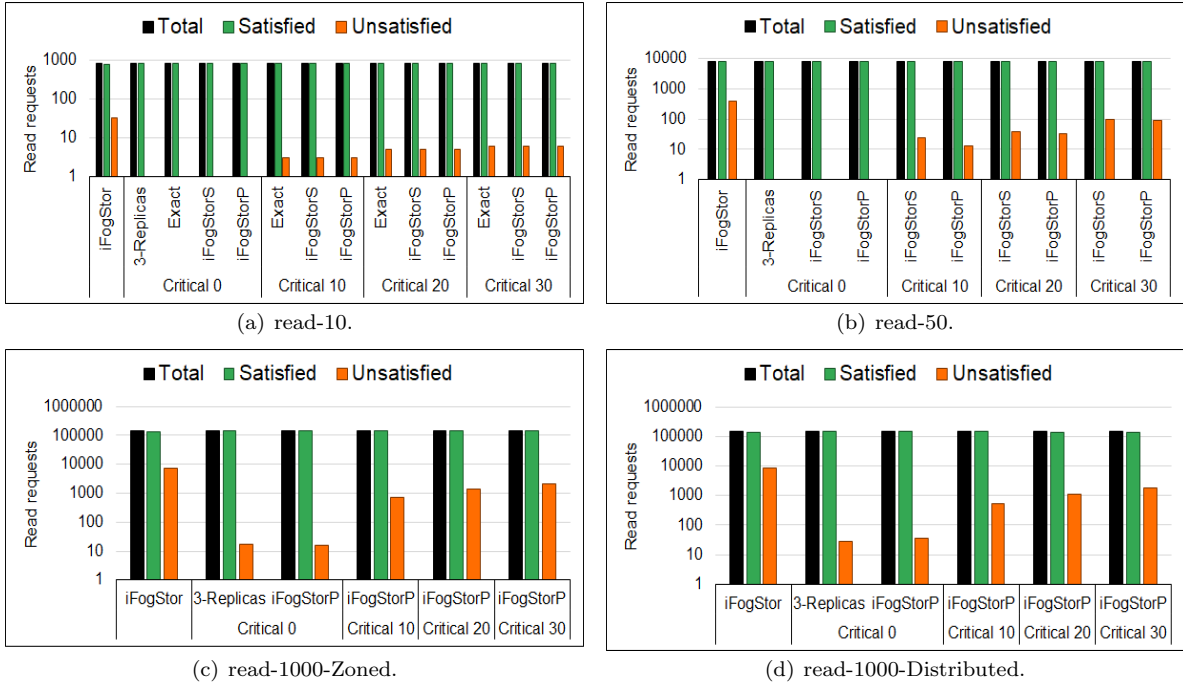 Total Satisfied Unsatisfied
Read requests
1000
100
10
1
iFogStor
3-Replicas
Exact
iFogStorS
iFogStorP
Exact
iFogStorS
iFogStorP
Exact
iFogStorS
iFogStorP
Exact
iFogStorS
iFogStorP
Critical 0 Critical 10 Critical 20 Critical 30
(a) read-10.
Total Satisfied Unsatisfied
Read requests
10000
1000
100
10
1
iFogStor
3-Replicas
iFogStorS
iFogStorP
iFogStorS
iFogStorP
iFogStorS
iFogStorP
iFogStorS
iFogStorP
Critical 0 Critical 10 Critical 20 Critical 30
(b) read-50.
Total Satisfied Unsatisfied
Read requests
1000000
100000
10000
1000
100
10
1
iFogStor 3-Replicas iFogStorP iFogStorP iFogStorP iFogStorP
Critical 0 Critical 10 Critical 20 Critical 30
(c) read-1000-Zoned.
Total Satisfied Unsatisfied
Read requests
1000000
100000
10000
1000
100
10
1
iFogStor 3-Replicas iFogStorP iFogStorP iFogStorP iFogStorP
Critical 0 Critical 10 Critical 20 Critical 30
(d) read-1000-Distributed.